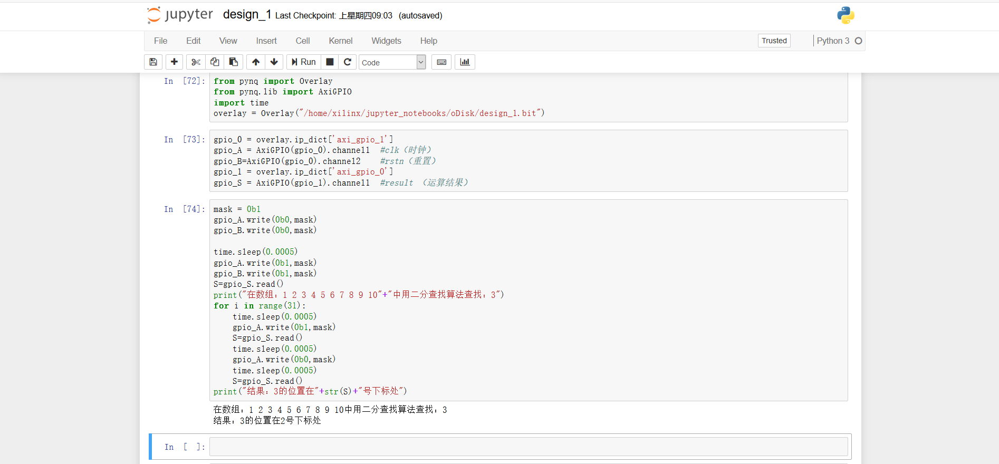 jupyter design_1 Last Checkpoint: 上星期四09:03 (autosaved)
File Edit View Insert Cell Kernel Widgets Help Trusted Python 3
Run Code
In [72]: from pynq import Overlay
from pynq.lib import AxiGPIO
import time
overlay = Overlay("/home/xilinx/jupyter_notebooks/oDisk/design_1.bit")
In [73]: gpio_0 = overlay.ip_dict['axi_gpio_1']
gpio_A = AxiGPIO(gpio_0).channel1 #clk（时钟）
gpio_B=AxiGPIO(gpio_0).channel2 #rstn（重置）
gpio_1 = overlay.ip_dict['axi_gpio_0']
gpio_S = AxiGPIO(gpio_1).channel1 #result （运算结果）
In [74]: mask = 0b1
gpio_A.write(0b0,mask)
gpio_B.write(0b0,mask)
time.sleep(0.0005)
gpio_A.write(0b1,mask)
gpio_B.write(0b1,mask)
S=gpio_S.read()
print("在数组：1 2 3 4 5 6 7 8 9 10"+"中用二分查找算法查找：3")
for i in range(31):
    time.sleep(0.0005)
    gpio_A.write(0b1,mask)
    S=gpio_S.read()
    time.sleep(0.0005)
    gpio_A.write(0b0,mask)
    time.sleep(0.0005)
    S=gpio_S.read()
print("结果：3的位置在"+str(S)+"号下标处")
在数组：1 2 3 4 5 6 7 8 9 10中用二分查找算法查找：3
结果：3的位置在2号下标处
In [ ]: